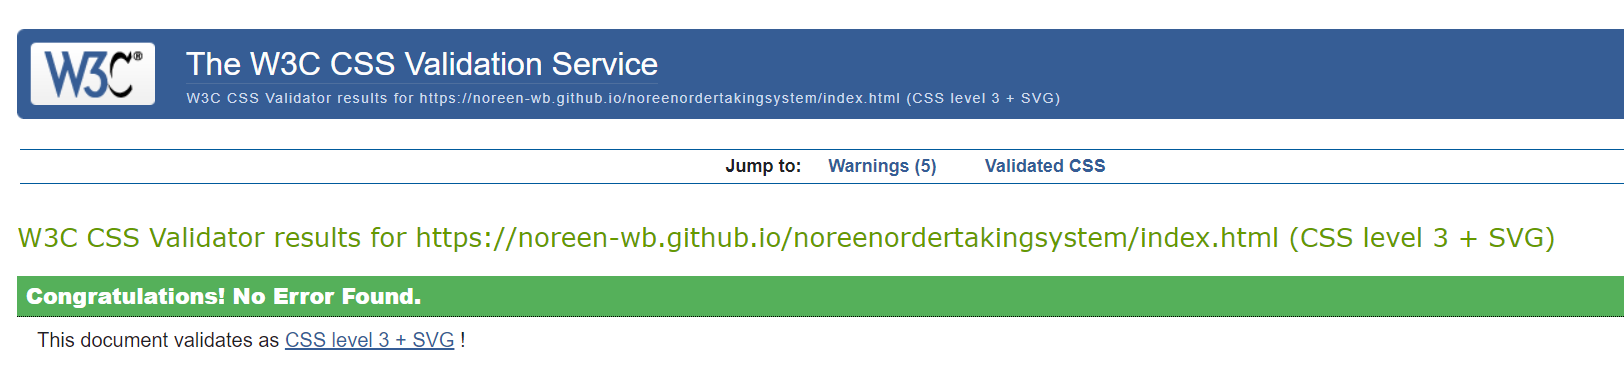 W3C®
The W3C CSS Validation Service
W3C CSS Validator results for https://noreen-wb.github.io/noreenordertakingsystem/index.html (CSS level 3 + SVG)
Jump to: Warnings (5) Validated CSS
W3C CSS Validator results for https://noreen-wb.github.io/noreenordertakingsystem/index.html (CSS level 3 + SVG)
Congratulations! No Error Found.
This document validates as CSS level 3 + SVG !